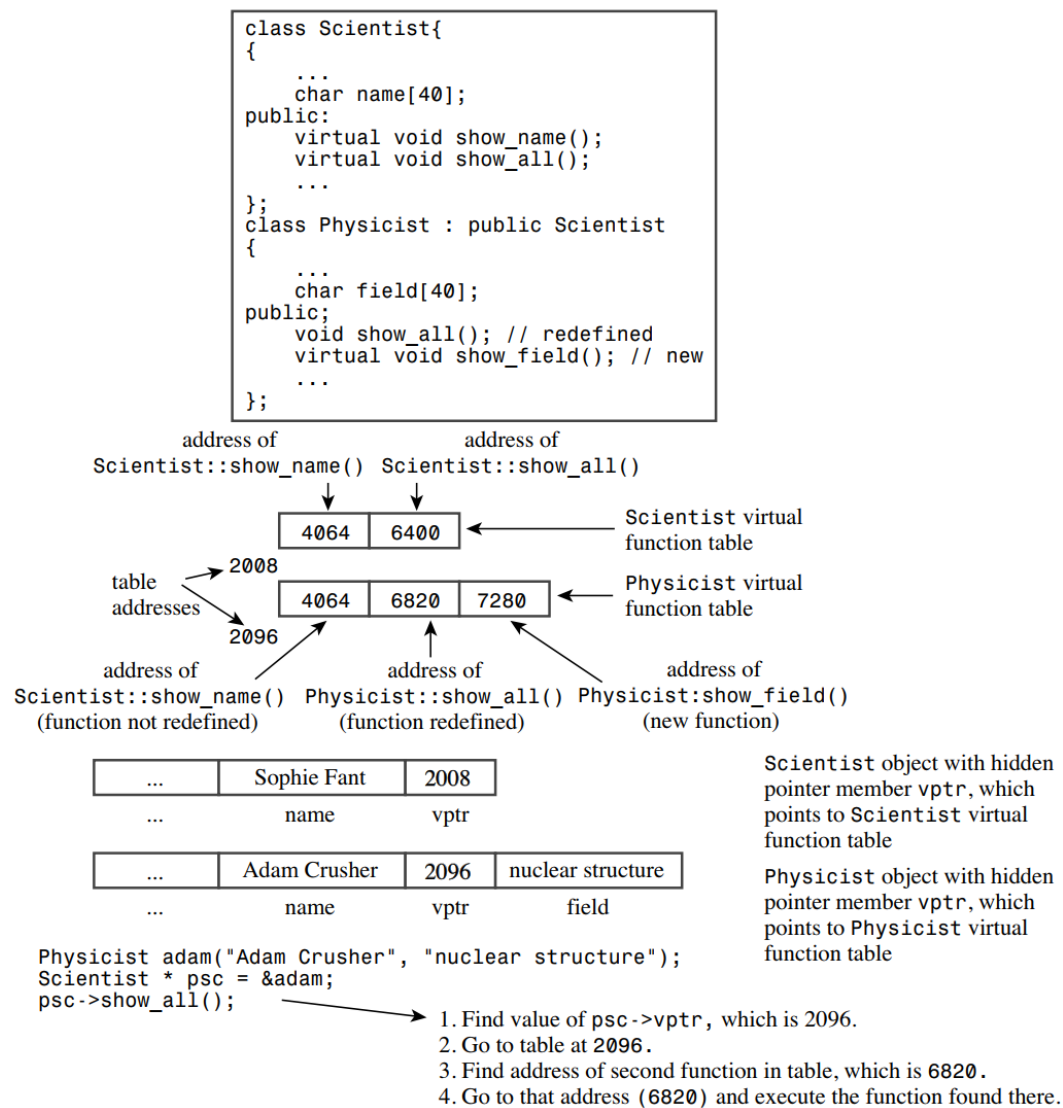 class Scientist{
{
    ...
    char name[40];
public:
    virtual void show_name();
    virtual void show_all();
    ...
};
class Physicist : public Scientist
{
    ...
    char field[40];
public;
    void show_all(); // redefined
    virtual void show_field(); // new
    ...
};
address of
Scientist::show_name()
address of
Scientist::show_all()
4064 6400
Scientist virtual
function table
2008
table
addresses
4064 6820 7280
Physicist virtual
function table
2096
address of
Scientist::show_name()
(function not redefined)
address of
Physicist::show_all()
(function redefined)
address of
Physicist:show_field()
(new function)
... Sophie Fant 2008
... name vptr
Scientist object with hidden
pointer member vptr, which
points to Scientist virtual
function table
... Adam Crusher 2096 nuclear structure
... name vptr field
Physicist object with hidden
pointer member vptr, which
points to Physicist virtual
function table
Physicist adam("Adam Crusher", "nuclear structure");
Scientist * psc = &adam;
psc->show_all();
1. Find value of psc->vptr, which is 2096.
2. Go to table at 2096.
3. Find address of second function in table, which is 6820.
4. Go to that address (6820) and execute the function found there.